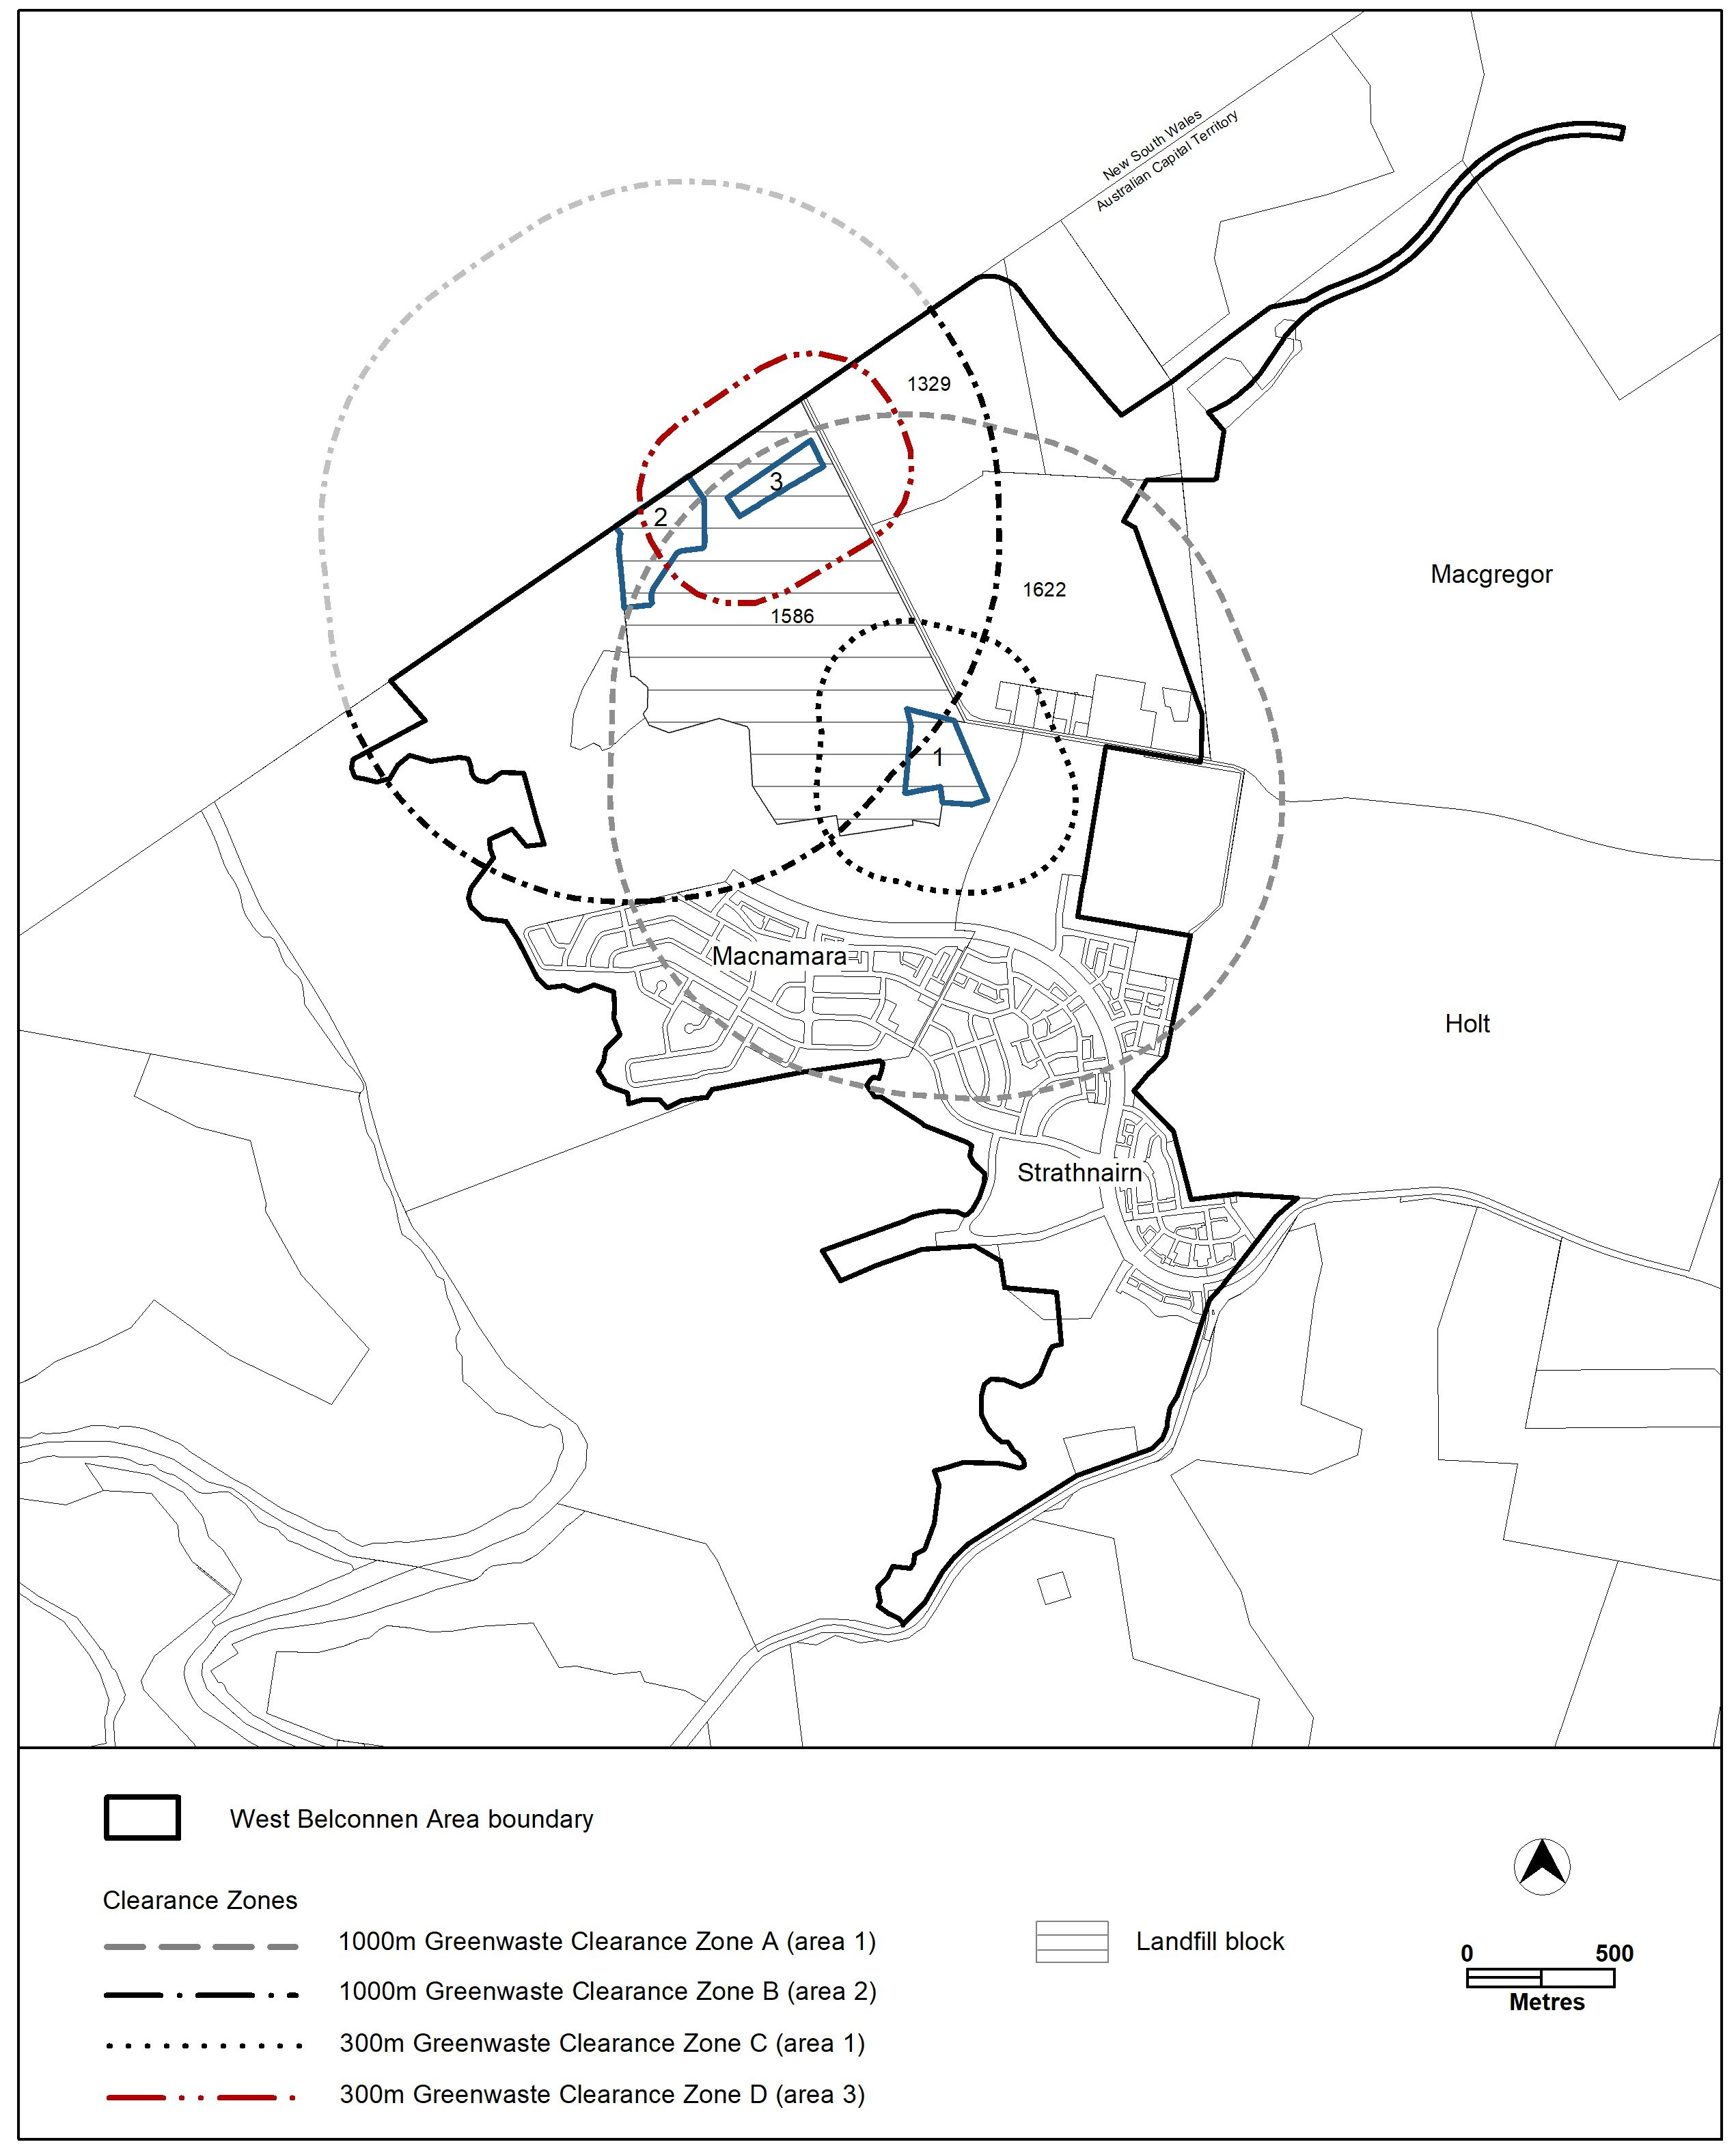 New South Wales
Australian Capital Territory
1329
3
2
1622
Macgregor
1586
1
Macnamara
Holt
Strathnairn
West Belconnen Area boundary
Clearance Zones
1000m Greenwaste Clearance Zone A (area 1)
1000m Greenwaste Clearance Zone B (area 2)
300m Greenwaste Clearance Zone C (area 1)
300m Greenwaste Clearance Zone D (area 3)
Landfill block
0 500
Metres